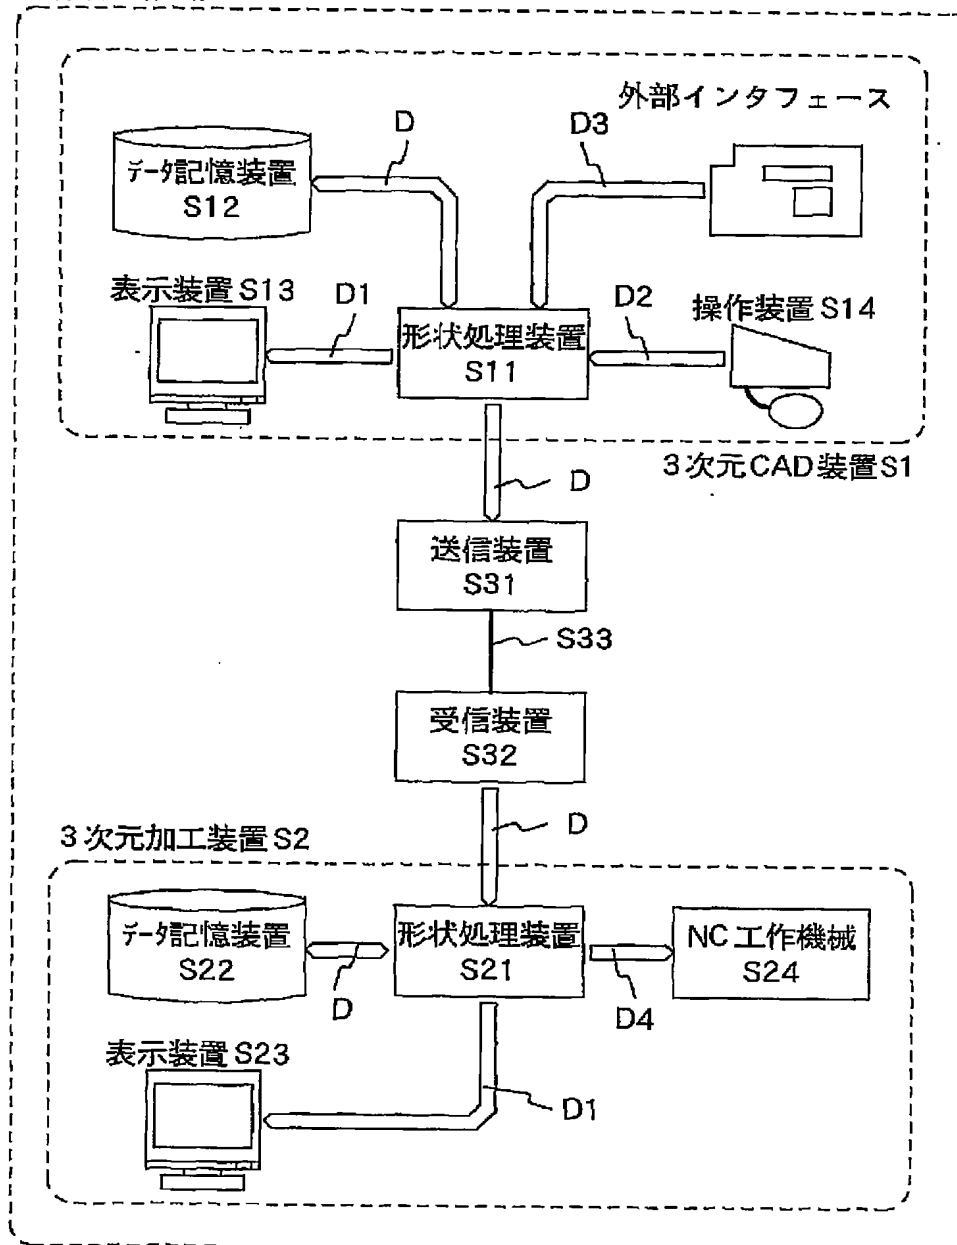 外部インタフェース
D
D3
データ記憶装置
S12
表示装置 S13
D1
形状処理装置
S11
D2
操作装置 S14
3次元CAD装置 S1
D
送信装置
S31
S33
受信装置
S32
D
3次元加工装置 S2
データ記憶装置
S22
D
形状処理装置
S21
D4
NC工作機械
S24
表示装置 S23
D1